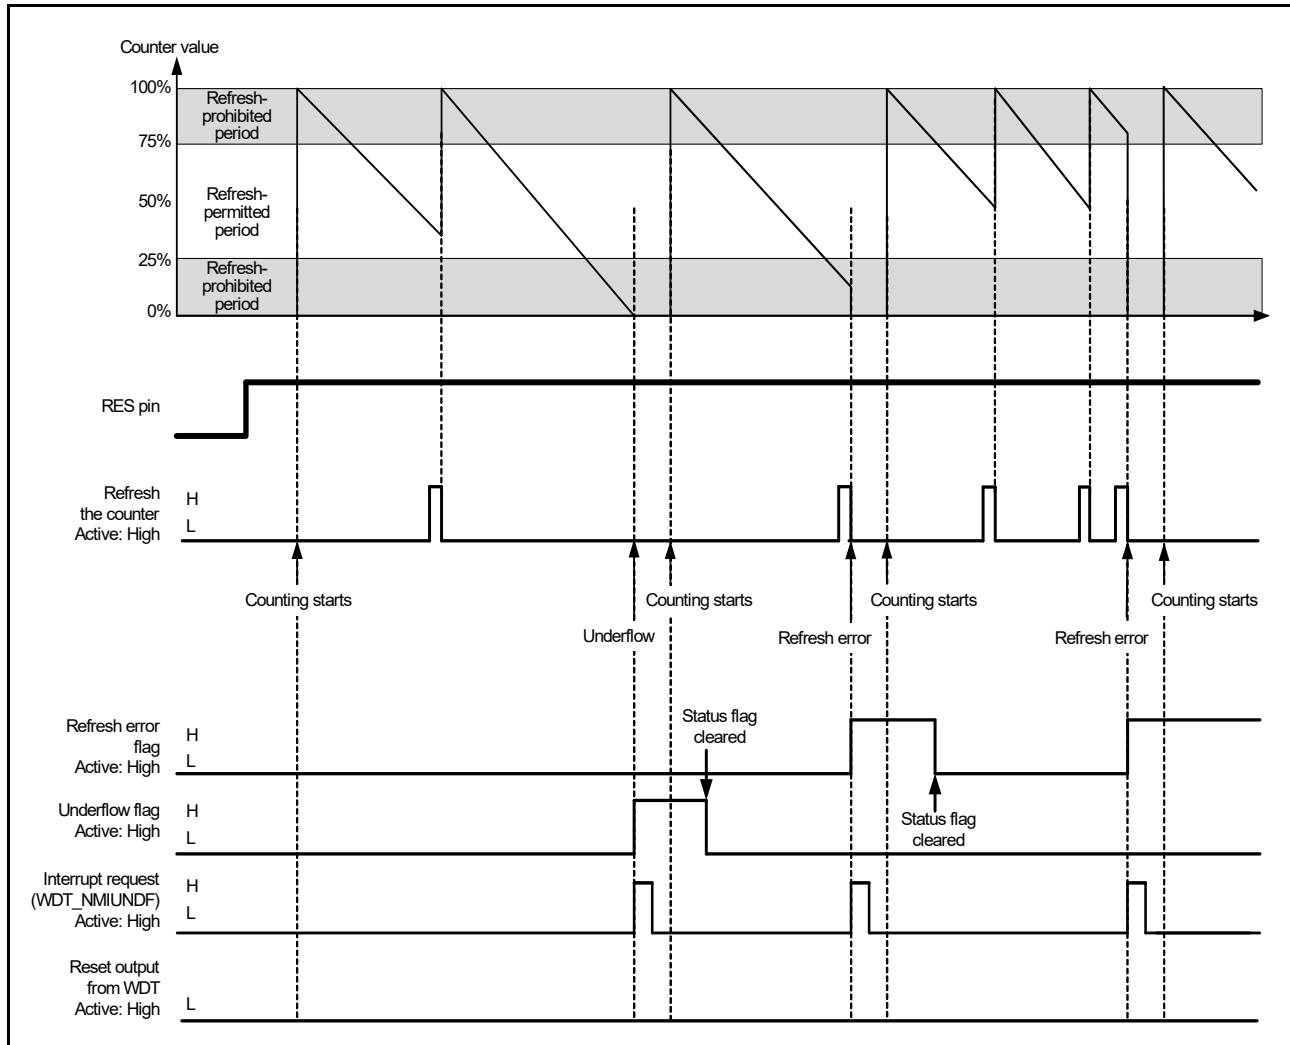 Counter value
100%
Refresh-
prohibited
period
75%
50%
Refresh-
permitted
period
25%
Refresh-
prohibited
period
0%
RES pin
Refresh
the counter
Active: High
H
L
Counting starts
Counting starts
Counting starts
Counting starts
Underflow
Refresh error
Refresh error
Refresh error
flag
Active: High
H
L
Status flag
cleared
Underflow flag
Active: High
H
L
Status flag
cleared
Interrupt request
(WDT_NMIUNDF)
Active: High
H
L
Reset output
from WDT
Active: High
L